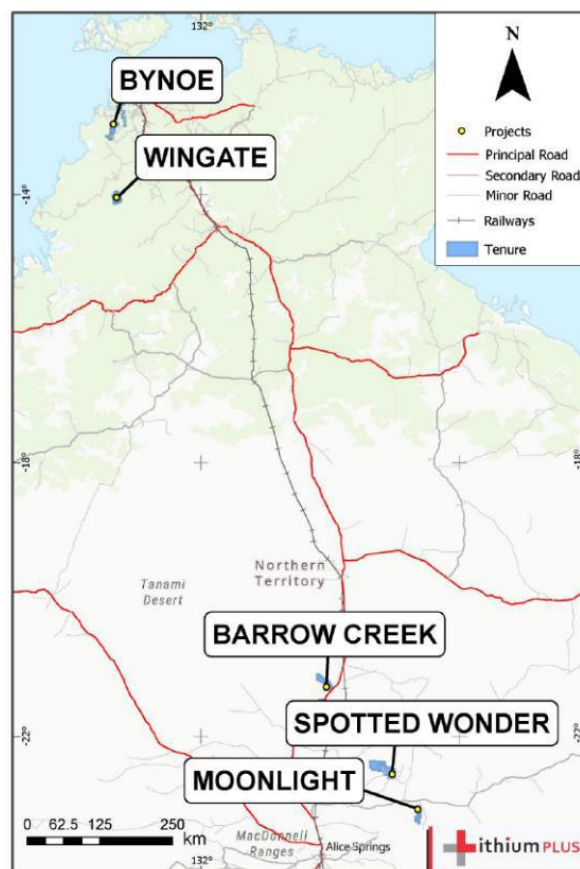 132°
N
BYNOE
WINGATE
Projects
Principal Road
Secondary Road
Minor Road
Railways
Tenure
-14°
-18°
-18°
Northern
Territory
Tanami
Desert
BARROW CREEK
SPOTTED WONDER
-22°
-22°
MOONLIGHT
0 62.5 125 250
km
MacDonnell
Ranges
Alice Springs
132°
Lithium PLUS